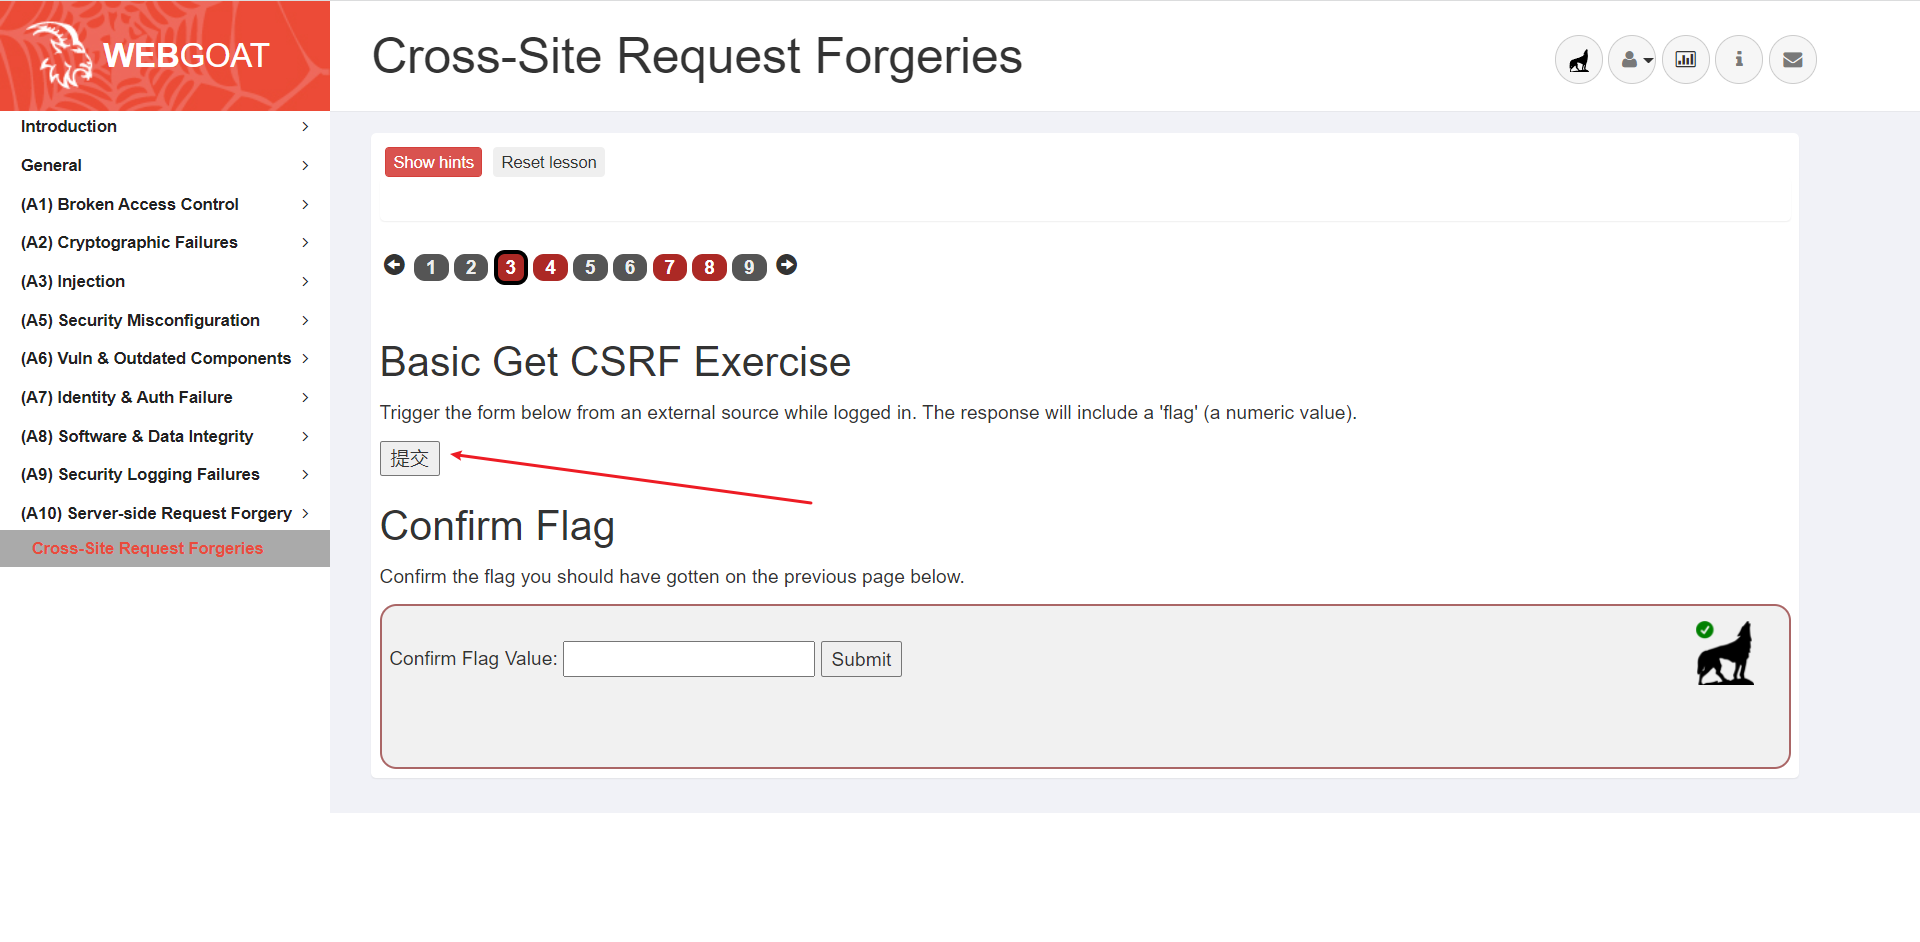 WEBGOAT
Cross-Site Request Forgeries
Introduction
General
(A1) Broken Access Control
(A2) Cryptographic Failures
(A3) Injection
(A5) Security Misconfiguration
(A6) Vuln & Outdated Components
(A7) Identity & Auth Failure
(A8) Software & Data Integrity
(A9) Security Logging Failures
(A10) Server-side Request Forgery
Cross-Site Request Forgeries
Show hints Reset lesson
1 2 3 4 5 6 7 8 9
Basic Get CSRF Exercise
Trigger the form below from an external source while logged in. The response will include a 'flag' (a numeric value).
提交
Confirm Flag
Confirm the flag you should have gotten on the previous page below.
Confirm Flag Value: Submit